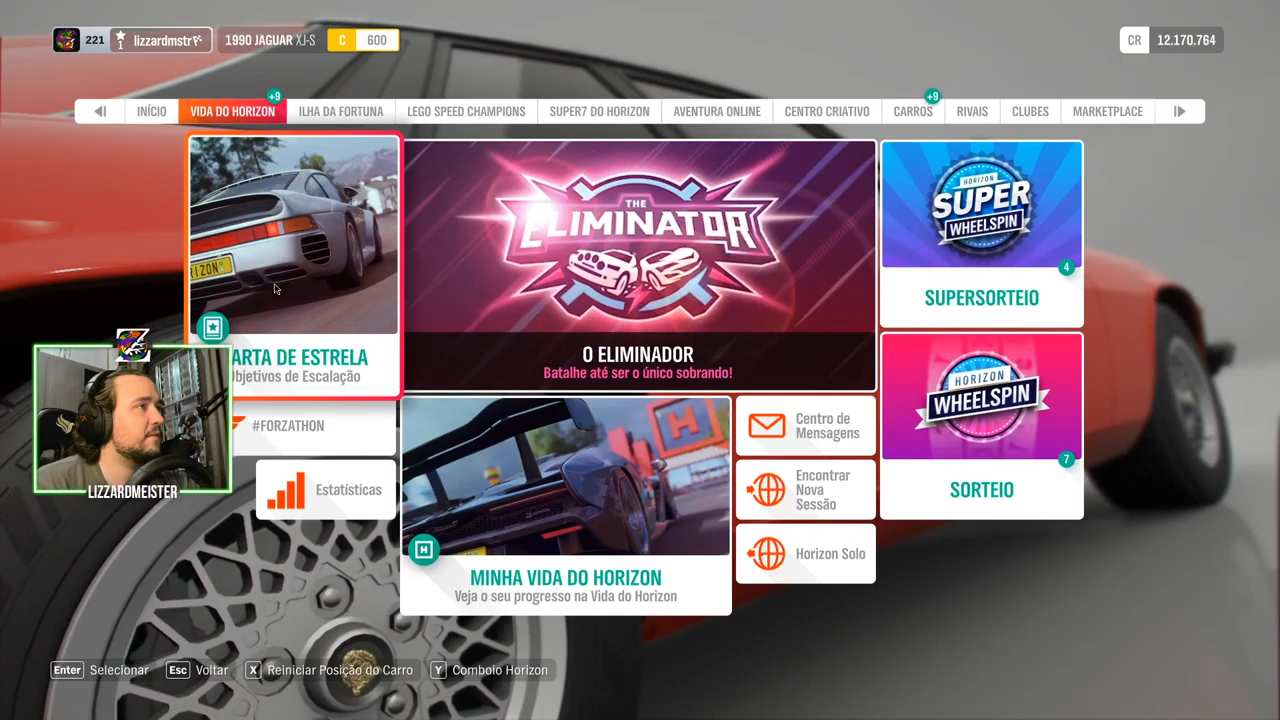 221 1 lizzardmstr 1990 JAGUAR XJ-S C 600
CR 12.170.764
+9 +9
INÍCIO VIDA DO HORIZON ILHA DA FORTUNA LEGO SPEED CHAMPIONS SUPER7 DO HORIZON AVENTURA ONLINE CENTRO CRIATIVO CARROS RIVAIS CLUBES MARKETPLACE
IZON
ARTA DE ESTRELA
bjetivos de Escalação
THE
ELIMINATOR
O ELIMINADOR
Batalhe até ser o único sobrando!
HORIZON
SUPER
WHEELSPIN
4
SUPERSORTEIO
#FORZATHON
Estatísticas
H
MINHA VIDA DO HORIZON
Veja o seu progresso na Vida do Horizon
Centro de
Mensagens
Encontrar
Nova
Sessão
Horizon Solo
HORIZON
WHEELSPIN
7
SORTEIO
LIZZARDMEISTER
Enter Selecionar Esc Voltar X Reiniciar Posição do Carro Y Comboio Horizon